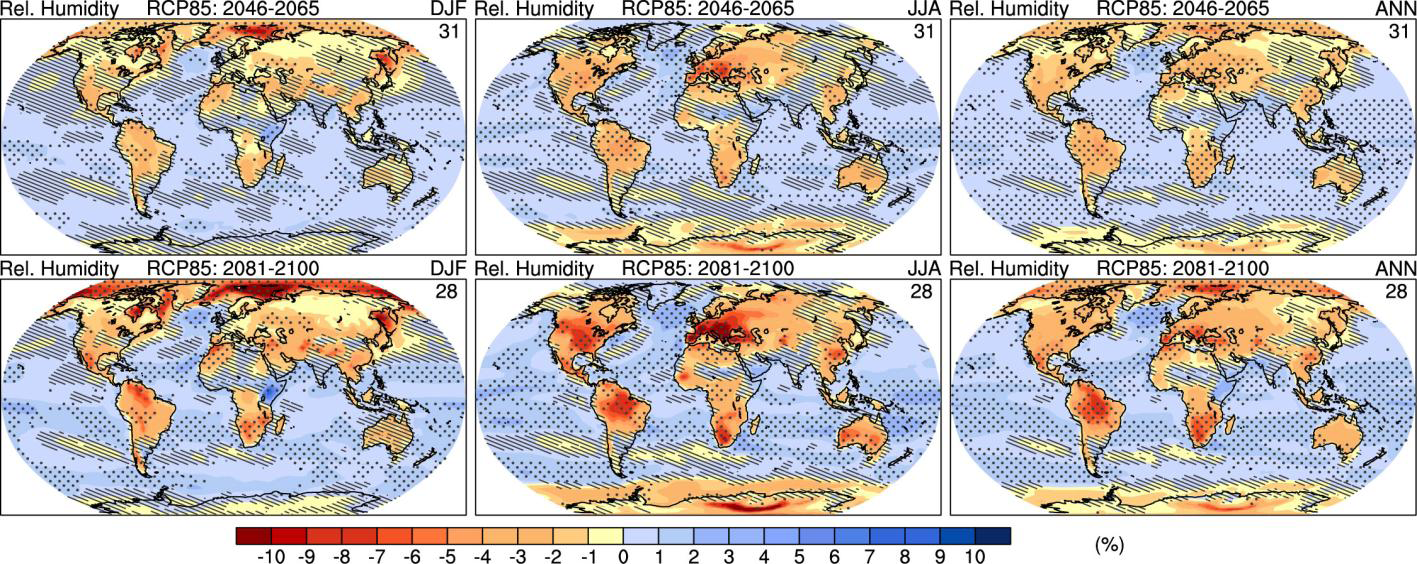 Rel. Humidity RCP85: 2046-2065 DJF
31
Rel. Humidity RCP85: 2046-2065 JJA
31
Rel. Humidity RCP85: 2046-2065 ANN
31
Rel. Humidity RCP85: 2081-2100 DJF
28
Rel. Humidity RCP85: 2081-2100 JJA
28
Rel. Humidity RCP85: 2081-2100 ANN
28
-10 -9 -8 -7 -6 -5 -4 -3 -2 -1 0 1 2 3 4 5 6 7 8 9 10 (%)